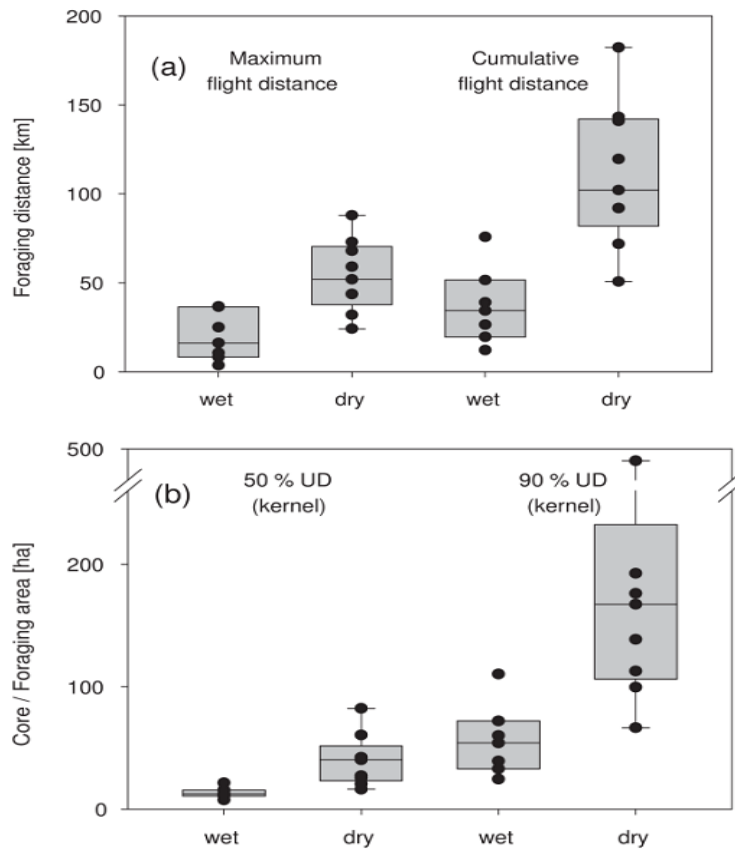 200
(a)
Maximum
flight distance
Cumulative
flight distance
150
100
50
0
Foraging distance [km]
wet
dry
wet
dry
500
(b)
50 % UD
(kernel)
90 % UD
(kernel)
200
100
0
Core / Foraging area [ha]
wet
dry
wet
dry